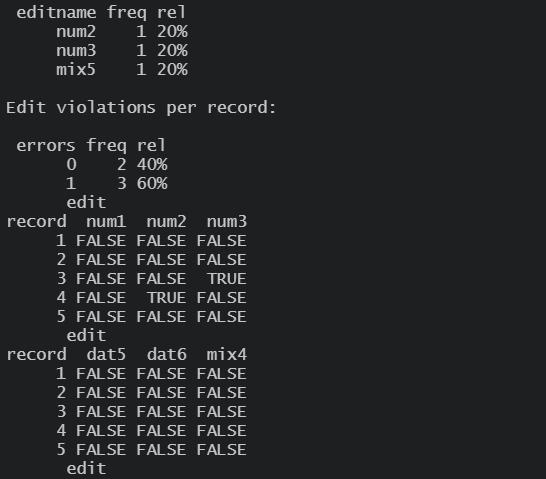 editname freq rel
num2 1 20%
num3 1 20%
mix5 1 20%
Edit violations per record:
errors freq rel
0 2 40%
1 3 60%
edit
record num1 num2 num3
1 FALSE FALSE FALSE
2 FALSE FALSE FALSE
3 FALSE FALSE TRUE
4 FALSE TRUE FALSE
5 FALSE FALSE FALSE
edit
record dat5 dat6 mix4
1 FALSE FALSE FALSE
2 FALSE FALSE FALSE
3 FALSE FALSE FALSE
4 FALSE FALSE FALSE
5 FALSE FALSE FALSE
edit